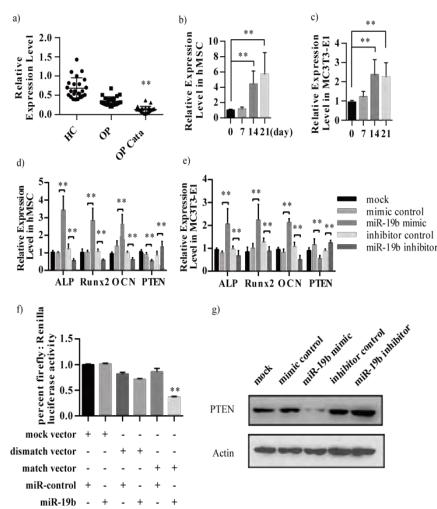 a)
Relative
Expression Level
2.0
1.5
1.0
0.5
0.0
**
HC
OP
OP Cata
b)
Relative Expression
Level in hMSC
10
8
6
4
2
0
**
**
0 7 14 21(day)
c)
Relative Expression
Level in MC3T3-E1
5
4
3
2
1
0
**
**
0 7 14 21
d)
Relative Expression
Level in hMSC
5
4
3
2
1
0
** ** ** ** ** ** ** **
ALP Runx2 OCN PTEN
e)
Relative Expression
Level in MC3T3-E1
4
3
2
1
0
** ** ** ** ** ** ** **
ALP Runx2 OCN PTEN
mock
mimic control
miR-19b mimic
inhibitor control
miR-19b inhibitor
f)
percent firefly: Renilla
luciferase activity
1.5
1.0
0.5
0.0
**
mock vector + + - - - -
dismatch vector - - + + - -
match vector - - - - + +
miR-control + - + - + -
miR-19b - + - + - +
g)
mock
mimic control
miR-19b mimic
inhibitor control
miR-19b inhibitor
PTEN
Actin